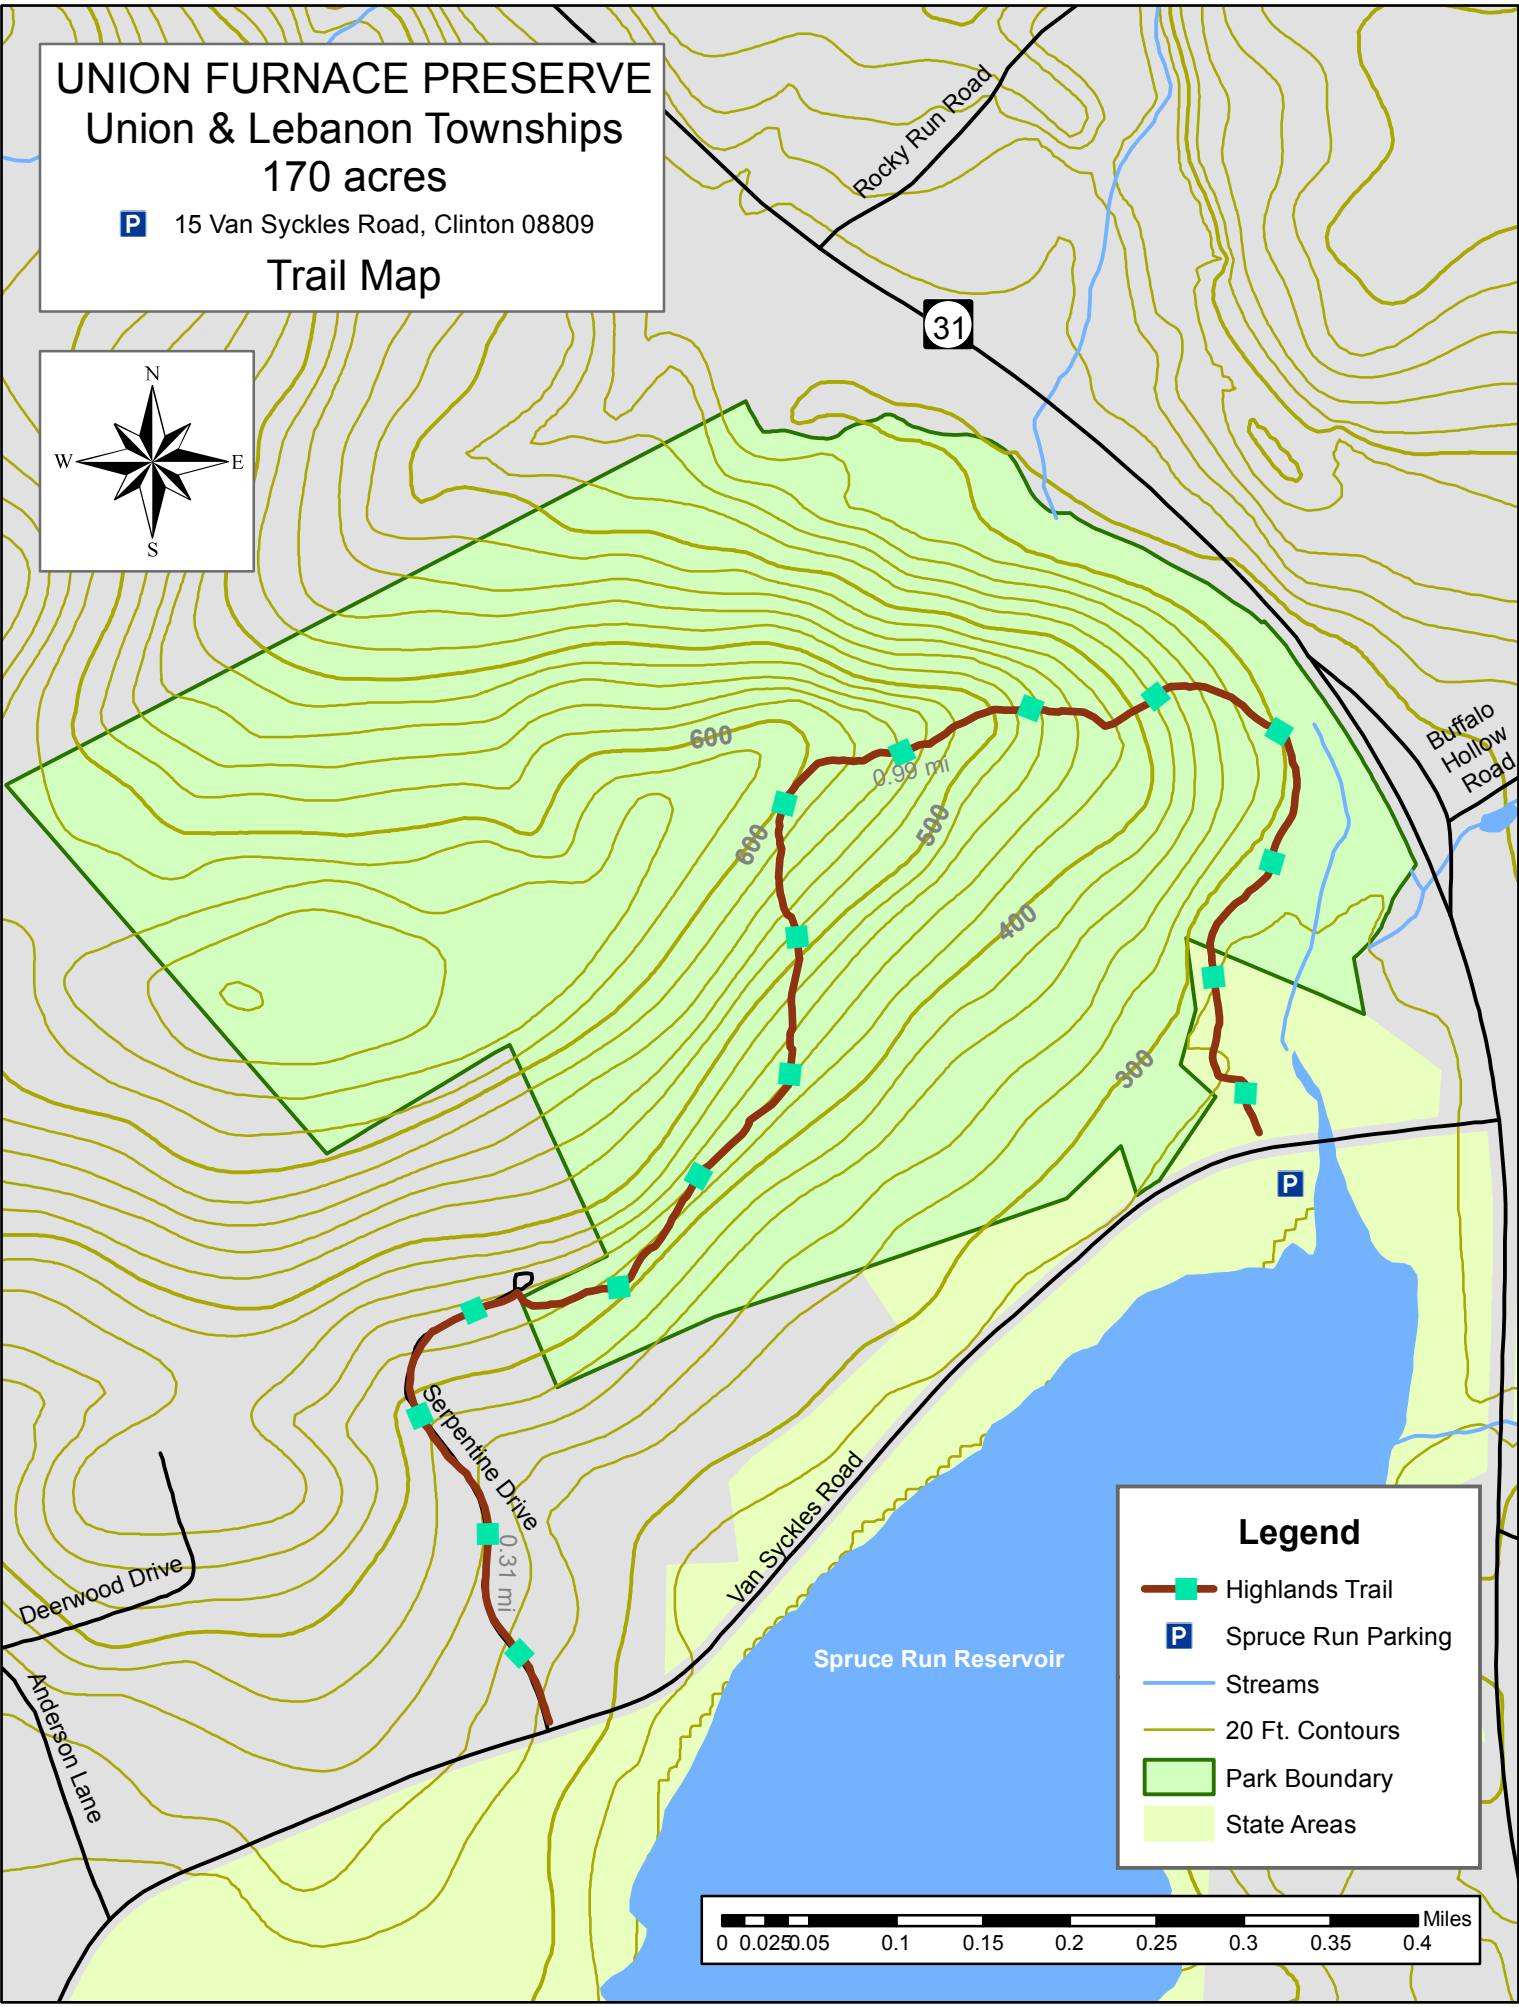 UNION FURNACE PRESERVE
Union & Lebanon Townships
170 acres
P 15 Van Syckles Road, Clinton 08809
Trail Map
N
W E
S
Rocky Run Road
31
Buffalo
Hollow
Road
600
0.99 mi
600
500
400
300
P
Serpentine Drive
0.31 mi
Van Syckles Road
Deerwood Drive
Anderson Lane
Spruce Run Reservoir
Legend
Highlands Trail
P Spruce Run Parking
Streams
20 Ft. Contours
Park Boundary
State Areas
Miles
0 0.025 0.05 0.1 0.15 0.2 0.25 0.3 0.35 0.4